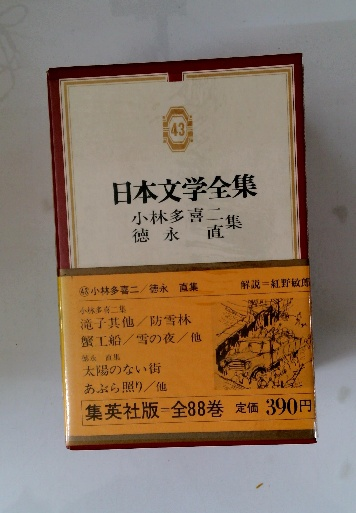 43
日本文学全集
小林多喜二
徳永 直 集
㊸小林多喜二/徳永 直集
解説=紅野敏郎
小林多喜二集
滝子其他/防雪林
蟹工船/雪の夜/他
徳永 直集
太陽のない街
あぶら照り/他
集英社版=全88巻 定価 390円